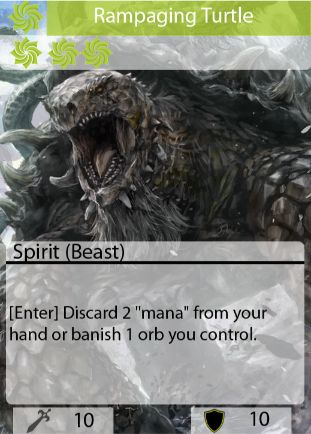 Rampaging Turtle
Spirit (Beast)
[Enter] Discard 2 "mana" from your
hand or banish 1 orb you control.
10
10